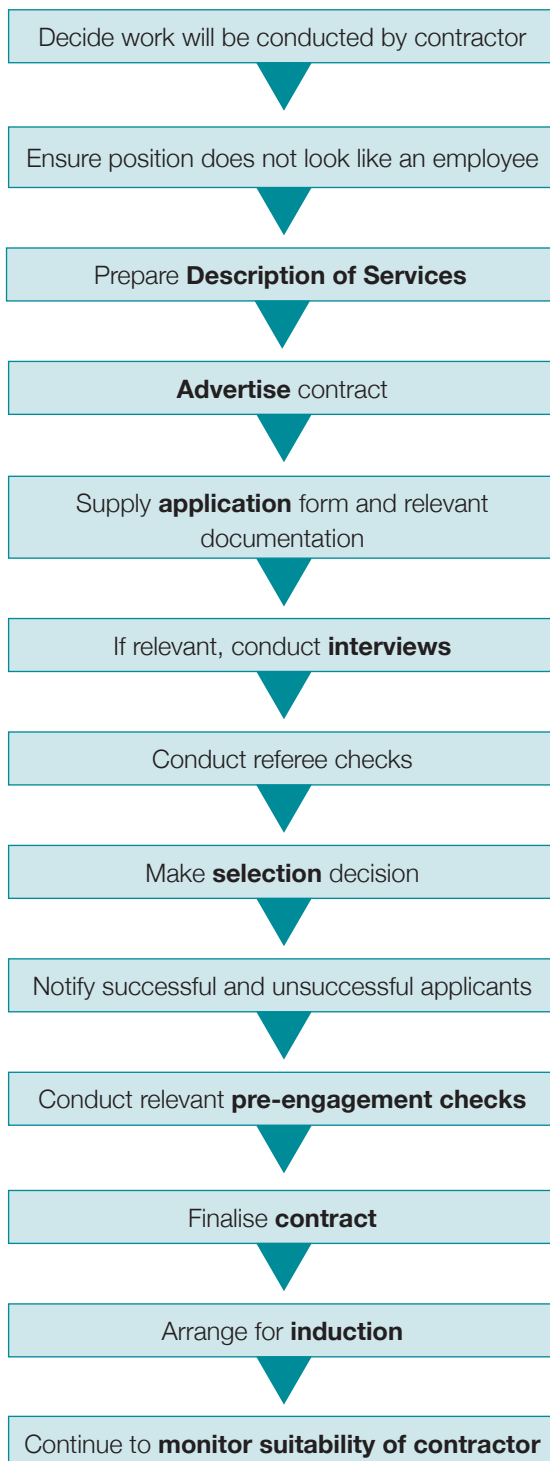 Decide work will be conducted by contractor
Ensure position does not look like an employee
Prepare Description of Services
Advertise contract
Supply application form and relevant
documentation
If relevant, conduct interviews
Conduct referee checks
Make selection decision
Notify successful and unsuccessful applicants
Conduct relevant pre-engagement checks
Finalise contract
Arrange for induction
Continue to monitor suitability of contractor